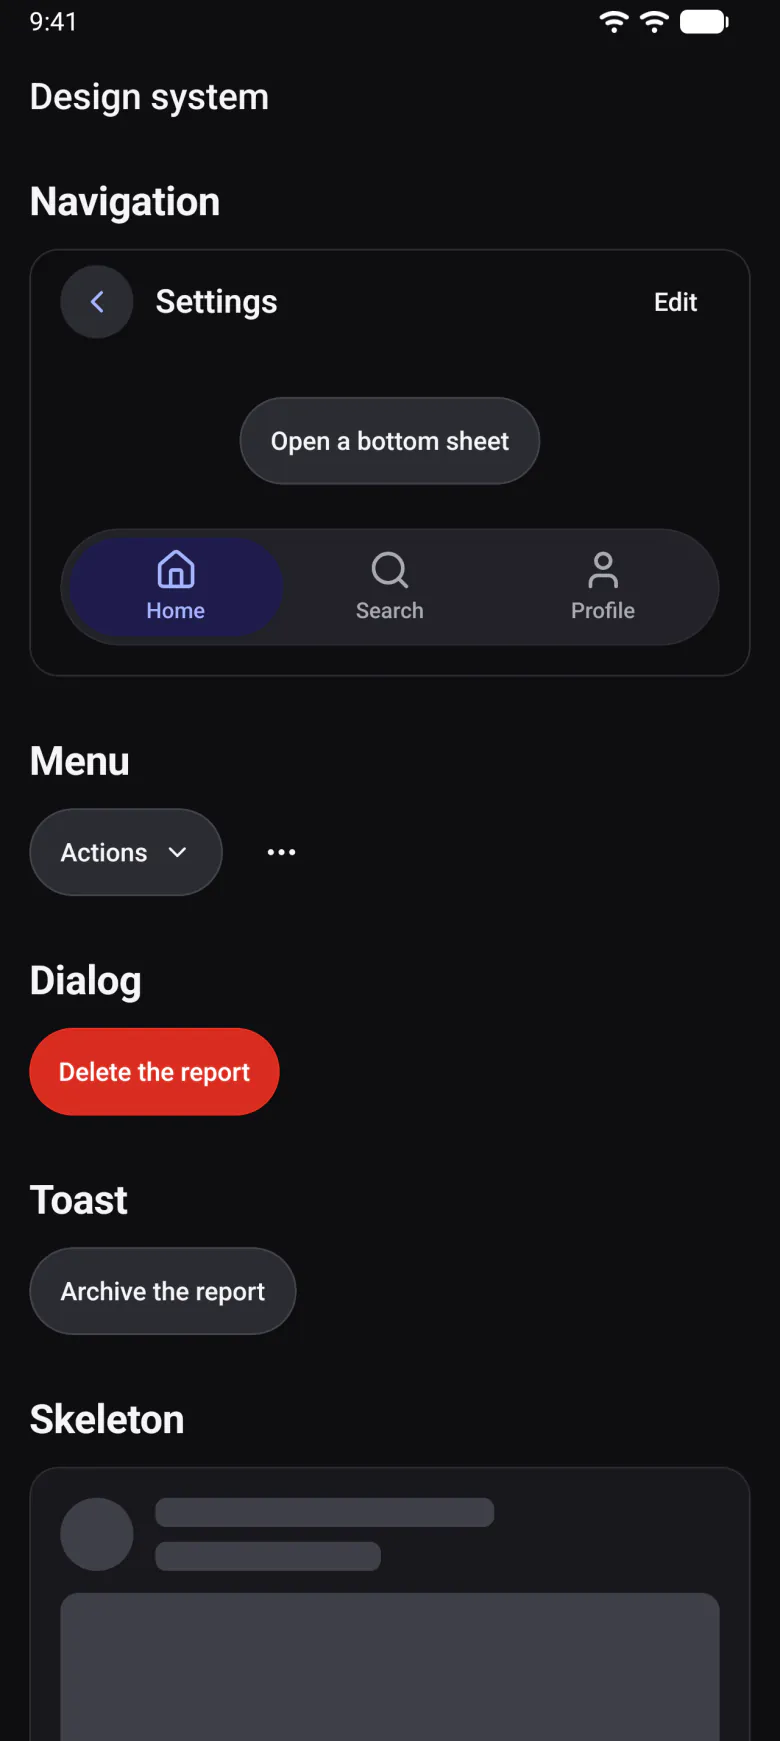 9:41
Design system
Navigation
Settings
Edit
Open a bottom sheet
Home
Search
Profile
Menu
Actions
Dialog
Delete the report
Toast
Archive the report
Skeleton